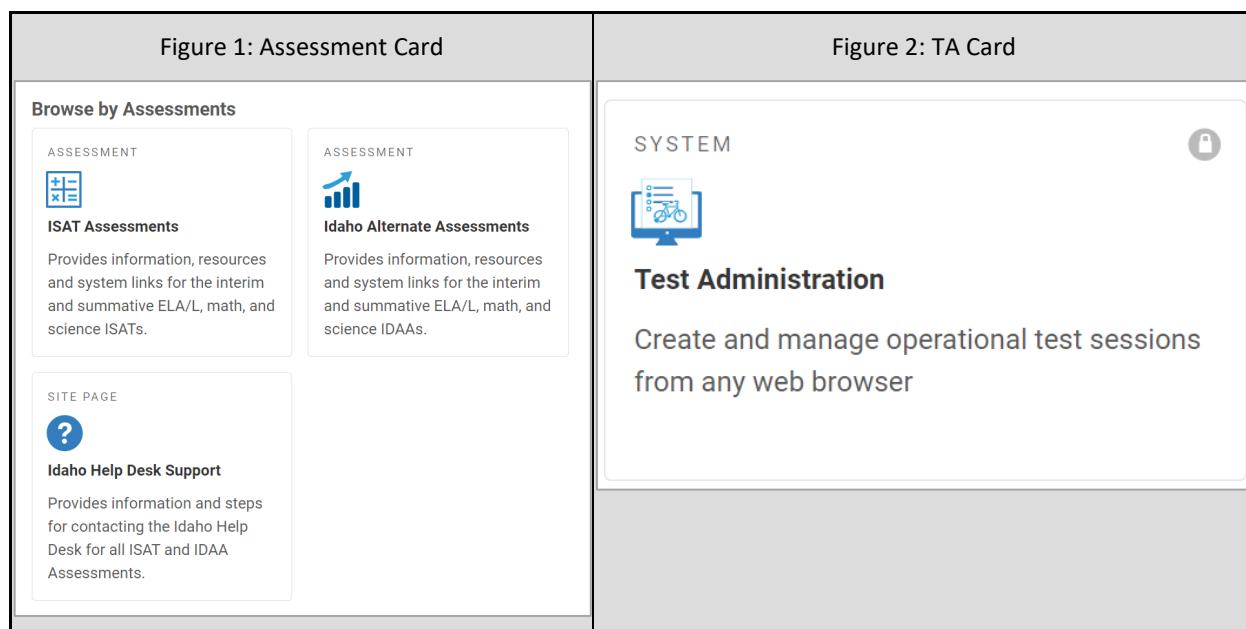 Figure 1: Assessment Card
Browse by Assessments
ASSESSMENT
ISAT Assessments
Provides information, resources
and system links for the interim
and summative ELA/L, math, and
science ISATs.
ASSESSMENT
Idaho Alternate Assessments
Provides information, resources
and system links for the interim
and summative ELA/L, math, and
science IDAAs.
SITE PAGE
?
Idaho Help Desk Support
Provides information and steps
for contacting the Idaho Help
Desk for all ISAT and IDAA
Assessments.
Figure 2: TA Card
SYSTEM
Test Administration
Create and manage operational test sessions
from any web browser